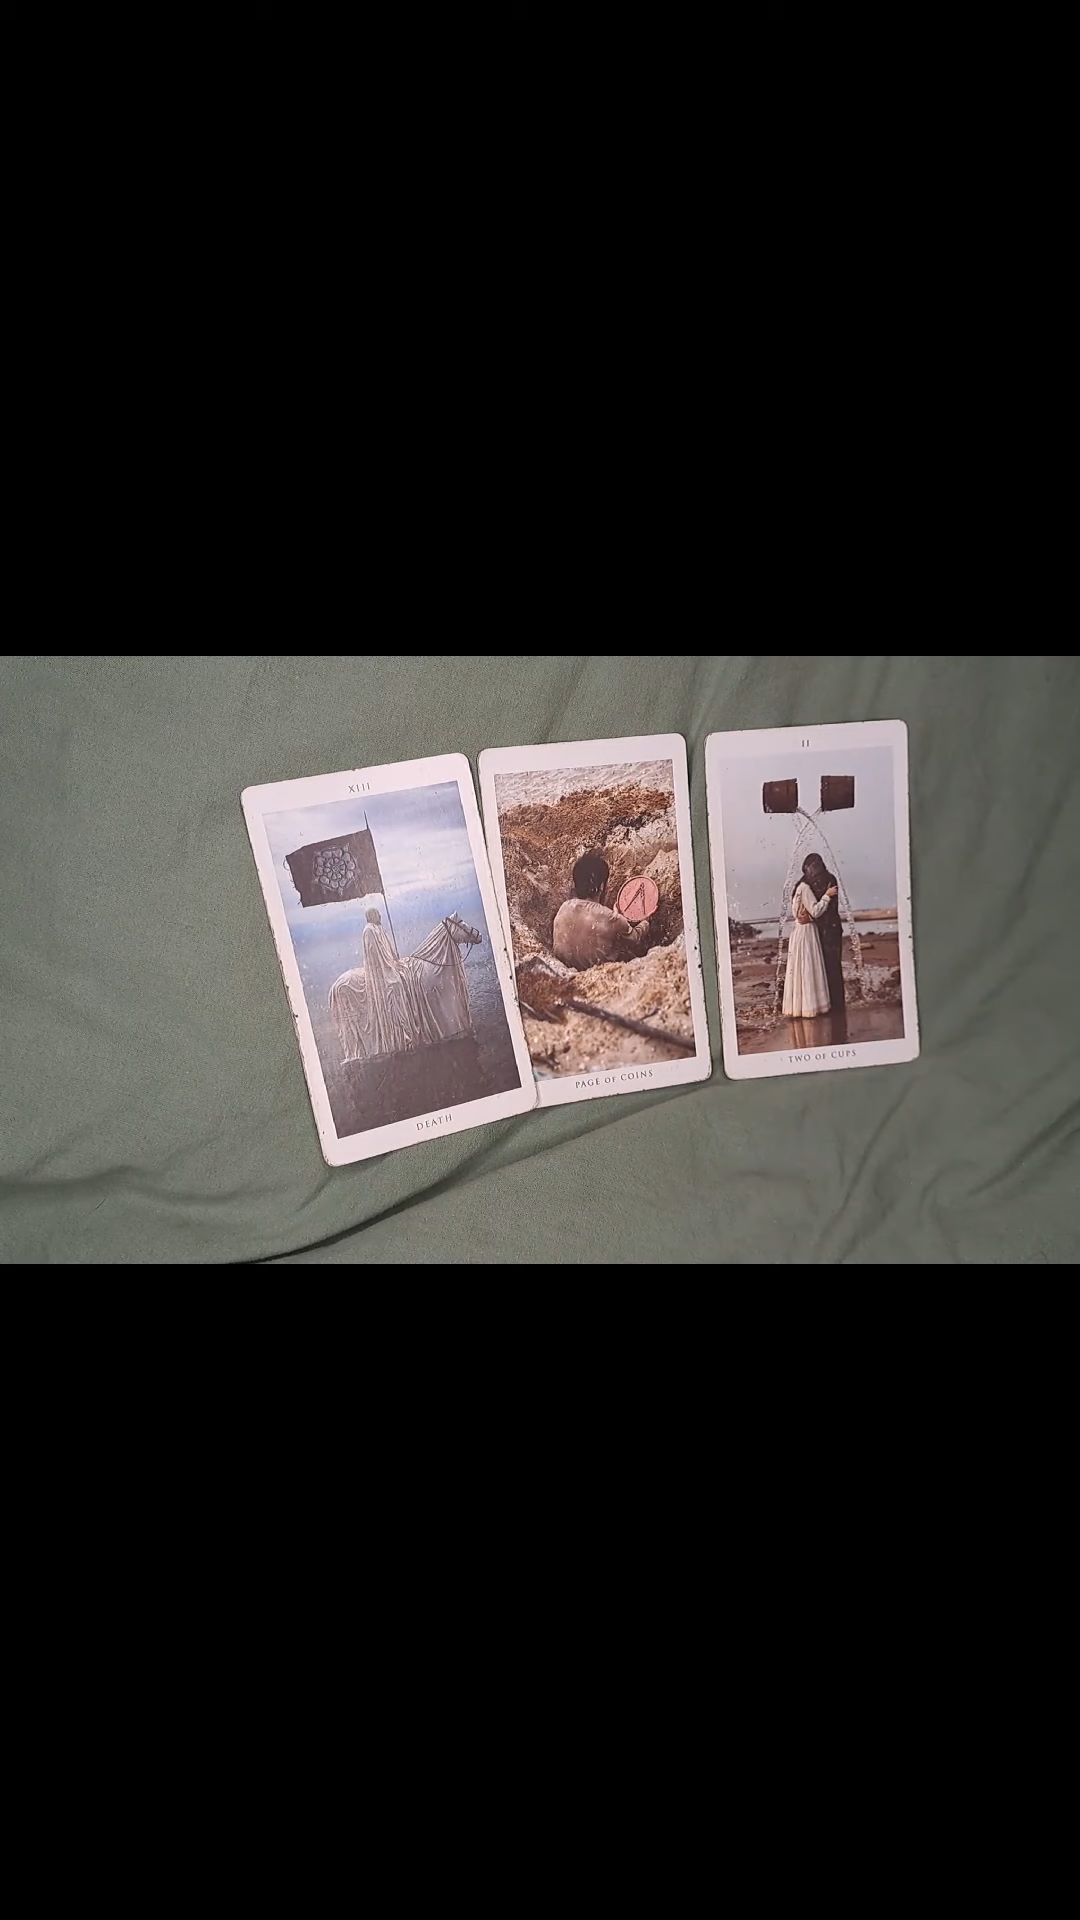 XIII
DEATH
PAGE OF COINS
II
TWO OF CUPS